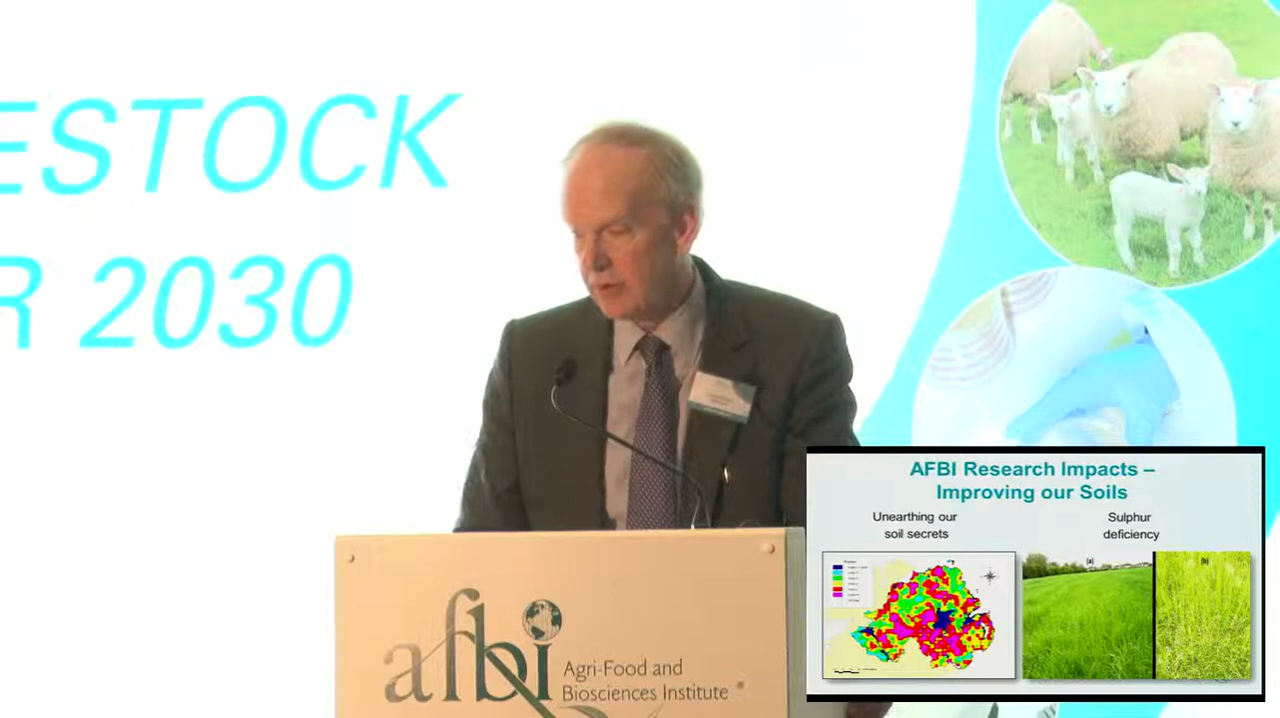 ESTOCK
R 2030
afbi
Agri-Food and
Biosciences Institute
AFBI Research Impacts –
Improving our Soils
Unearthing our
soil secrets
Sulphur
deficiency
(a)
(b)